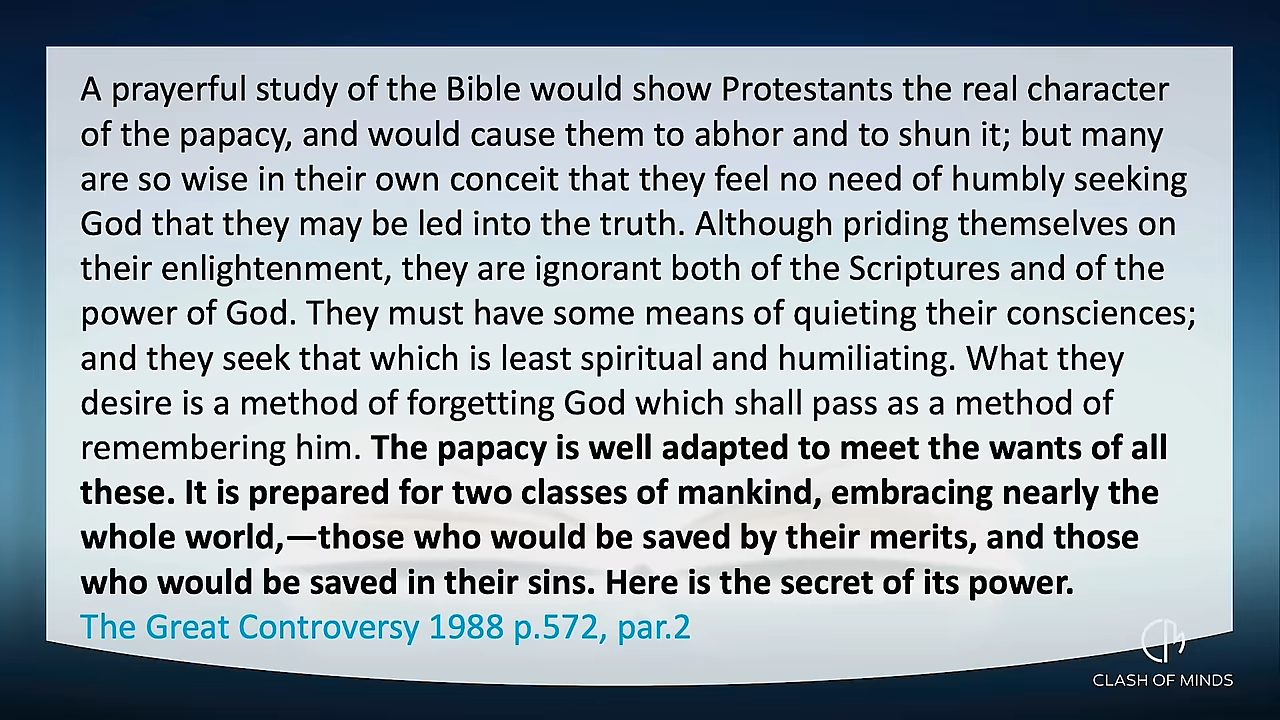 A prayerful study of the Bible would show Protestants the real character
of the papacy, and would cause them to abhor and to shun it; but many
are so wise in their own conceit that they feel no need of humbly seeking
God that they may be led into the truth. Although priding themselves on
their enlightenment, they are ignorant both of the Scriptures and of the
power of God. They must have some means of quieting their consciences;
and they seek that which is least spiritual and humiliating. What they
desire is a method of forgetting God which shall pass as a method of
remembering him. The papacy is well adapted to meet the wants of all
these. It is prepared for two classes of mankind, embracing nearly the
whole world,—those who would be saved by their merits, and those
who would be saved in their sins. Here is the secret of its power.
The Great Controversy 1988 p.572, par.2
CLASH OF MINDS